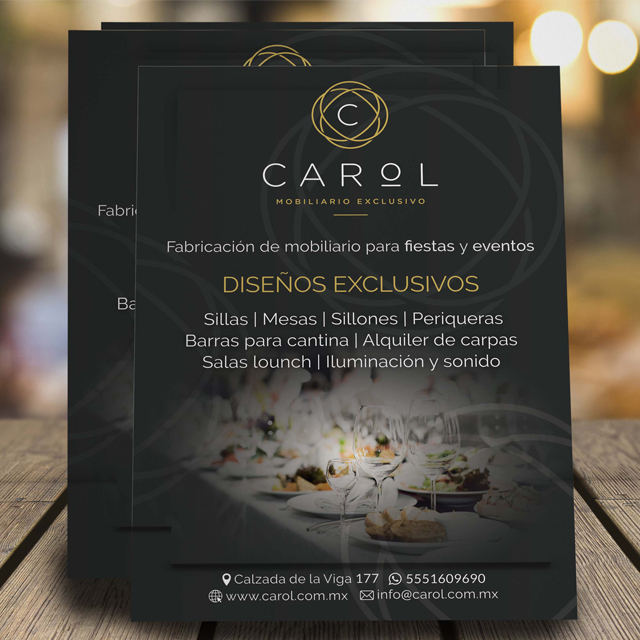 C
CAROL
MOBILIARIO EXCLUSIVO
Fabricación de mobiliario para fiestas y eventos
DISEÑOS EXCLUSIVOS
Sillas | Mesas | Sillones | Periqueras
Barras para cantina | Alquiler de carpas
Salas lounch | Iluminación y sonido
Calzada de la Viga 177 5551609690
www.carol.com.mx info@carol.com.mx
Fabri
Ba